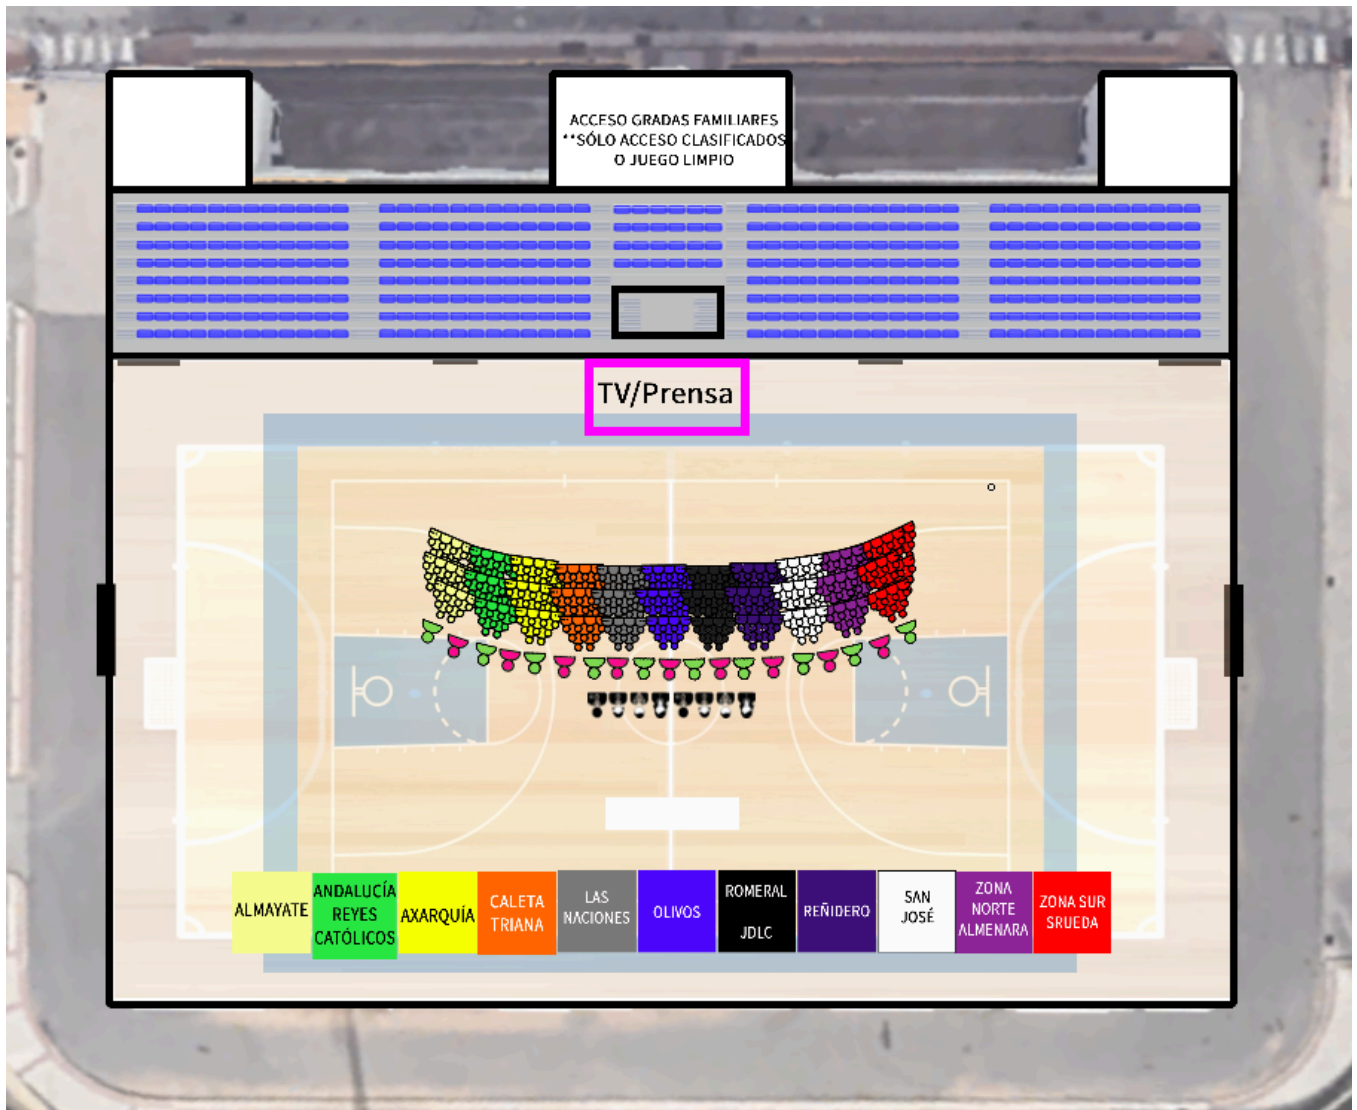 ACCESO GRADAS FAMILIARES
**SÓLO ACCESO CLASIFICADOS
O JUEGO LIMPIO
TV/Prensa
ALMAYATE
ANDALUCÍA
REYES
CATÓLICOS
AXARQUÍA
CALETA
TRIANA
LAS
NACIONES
OLIVOS
ROMERAL
JDLC
REÑIDERO
SAN
JOSÉ
ZONA
NORTE
ALMENARA
ZONA SUR
SRUEDA